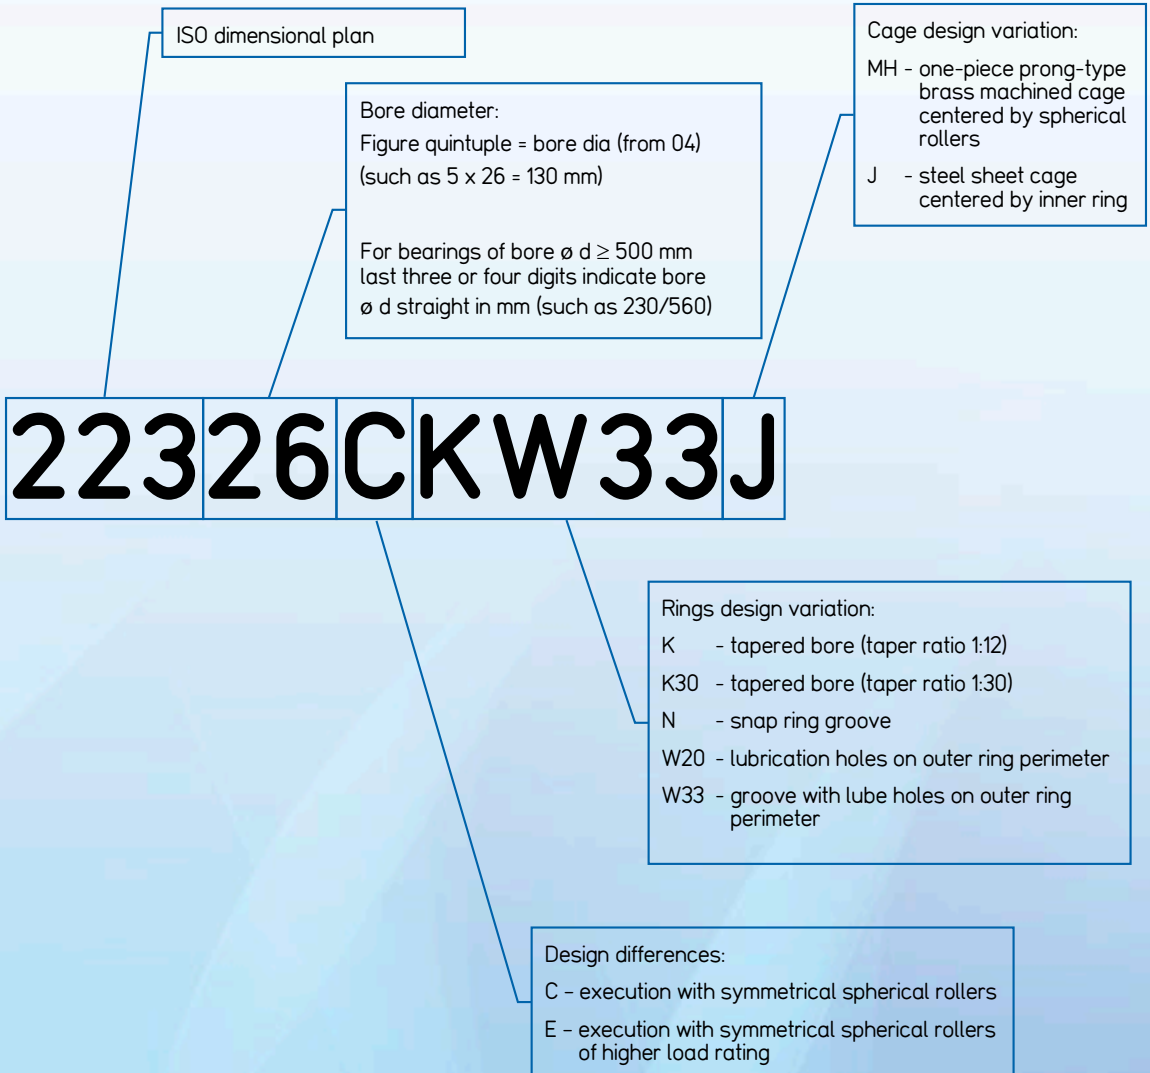 ISO dimensional plan
Cage design variation:
MH - one-piece prong-type
brass machined cage
centered by spherical
rollers
J - steel sheet cage
centered by inner ring
Bore diameter:
Figure quintuple = bore dia (from 04)
(such as 5 x 26 = 130 mm)
For bearings of bore ø d ≥ 500 mm
last three or four digits indicate bore
ø d straight in mm (such as 230/560)
22326CKW33J
Rings design variation:
K - tapered bore (taper ratio 1:12)
K30 - tapered bore (taper ratio 1:30)
N - snap ring groove
W20 - lubrication holes on outer ring perimeter
W33 - groove with lube holes on outer ring
perimeter
Design differences:
C – execution with symmetrical spherical rollers
E – execution with symmetrical spherical rollers
of higher load rating